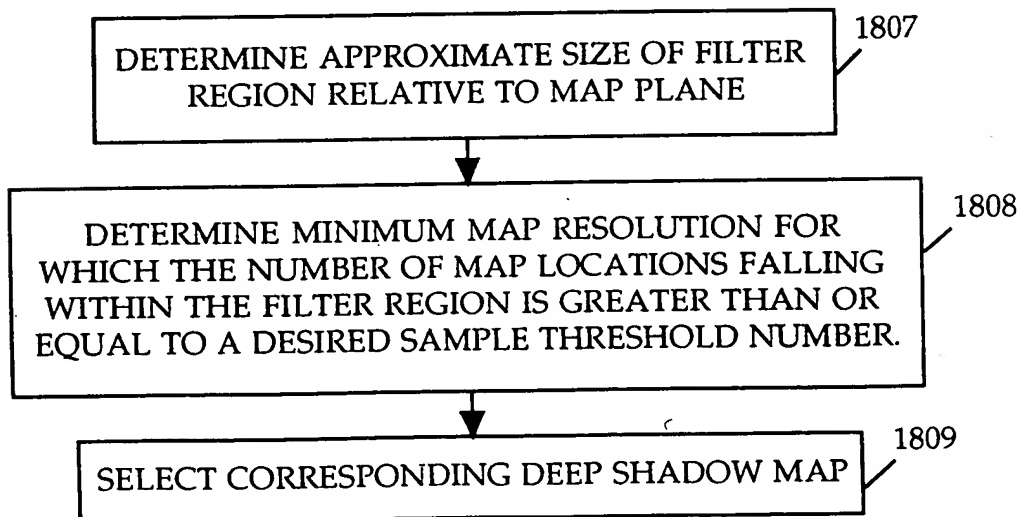 1807
DETERMINE APPROXIMATE SIZE OF FILTER
REGION RELATIVE TO MAP PLANE
1808
DETERMINE MINIMUM MAP RESOLUTION FOR
WHICH THE NUMBER OF MAP LOCATIONS FALLING
WITHIN THE FILTER REGION IS GREATER THAN OR
EQUAL TO A DESIRED SAMPLE THRESHOLD NUMBER.
1809
SELECT CORRESPONDING DEEP SHADOW MAP